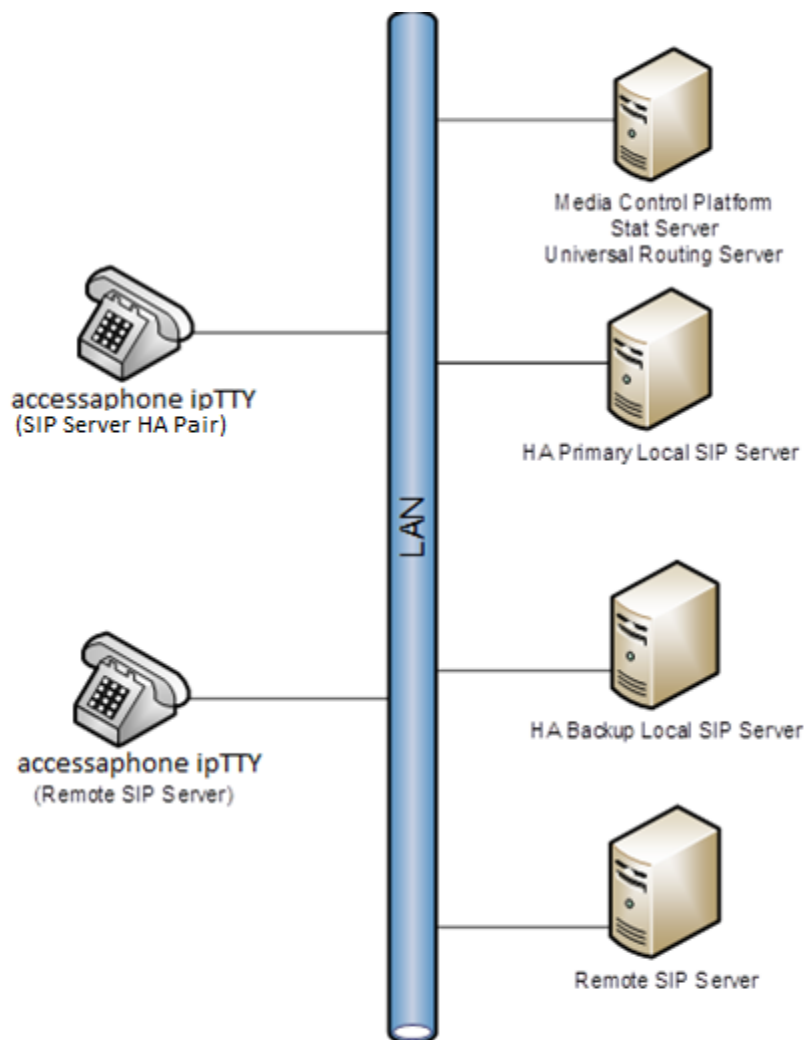 Media Control Platform
Stat Server
Universal Routing Server
accessaphone ipTTY
(SIP Server HA Pair)
HA Primary Local SIP Server
LAN
accessaphone ipTTY
(Remote SIP Server)
HA Backup Local SIP Server
Remote SIP Server